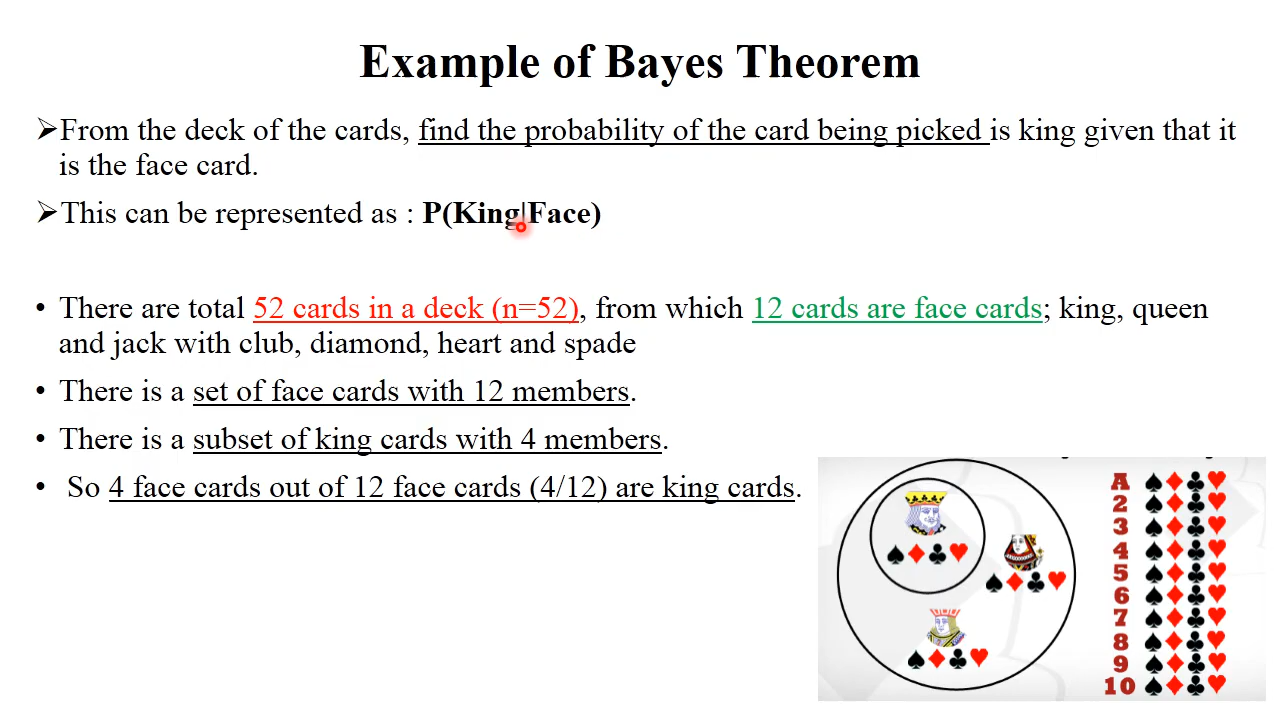 Example of Bayes Theorem
➢From the deck of the cards, find the probability of the card being picked is king given that it
is the face card.
➢This can be represented as : P(King|Face)
• There are total 52 cards in a deck (n=52), from which 12 cards are face cards; king, queen
and jack with club, diamond, heart and spade
• There is a set of face cards with 12 members.
• There is a subset of king cards with 4 members.
• So 4 face cards out of 12 face cards (4/12) are king cards.
A ♠♦♣♥
2 ♠♦♣♥
3 ♠♦♣♥
4 ♠♦♣♥
5 ♠♦♣♥
6 ♠♦♣♥
7 ♠♦♣♥
8 ♠♦♣♥
9 ♠♦♣♥
10 ♠♦♣♥